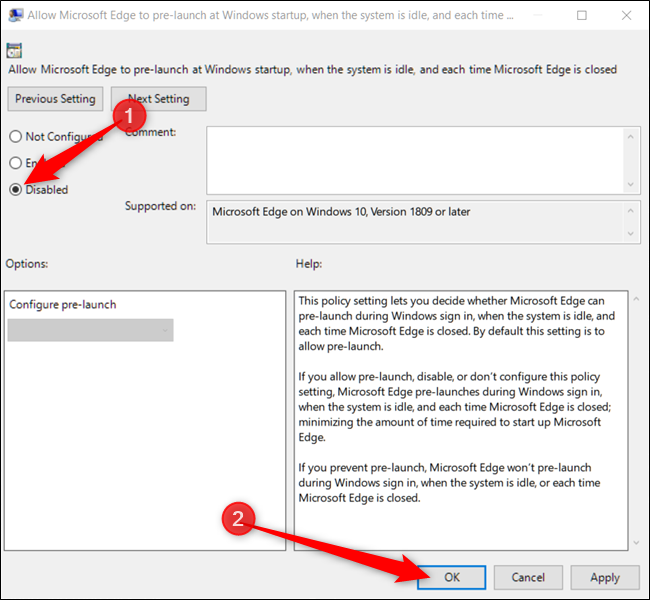 Allow Microsoft Edge to pre-launch at Windows startup, when the system is idle, and each time ...
Allow Microsoft Edge to pre-launch at Windows startup, when the system is idle, and each time Microsoft Edge is closed
Previous Setting
Next Setting
1
Not Configured
Comment:
Disabled
Supported on:
Microsoft Edge on Windows 10, Version 1809 or later
Options:
Help:
Configure pre-launch
This policy setting lets you decide whether Microsoft Edge can
pre-launch during Windows sign in, when the system is idle, and
each time Microsoft Edge is closed. By default this setting is to
allow pre-launch.
If you allow pre-launch, disable, or don't configure this policy
setting, Microsoft Edge pre-launches during Windows sign in,
when the system is idle, and each time Microsoft Edge is closed;
minimizing the amount of time required to start up Microsoft
Edge.
If you prevent pre-launch, Microsoft Edge won't pre-launch
during Windows sign in, when the system is idle, or each time
Microsoft Edge is closed.
2
OK
Cancel
Apply